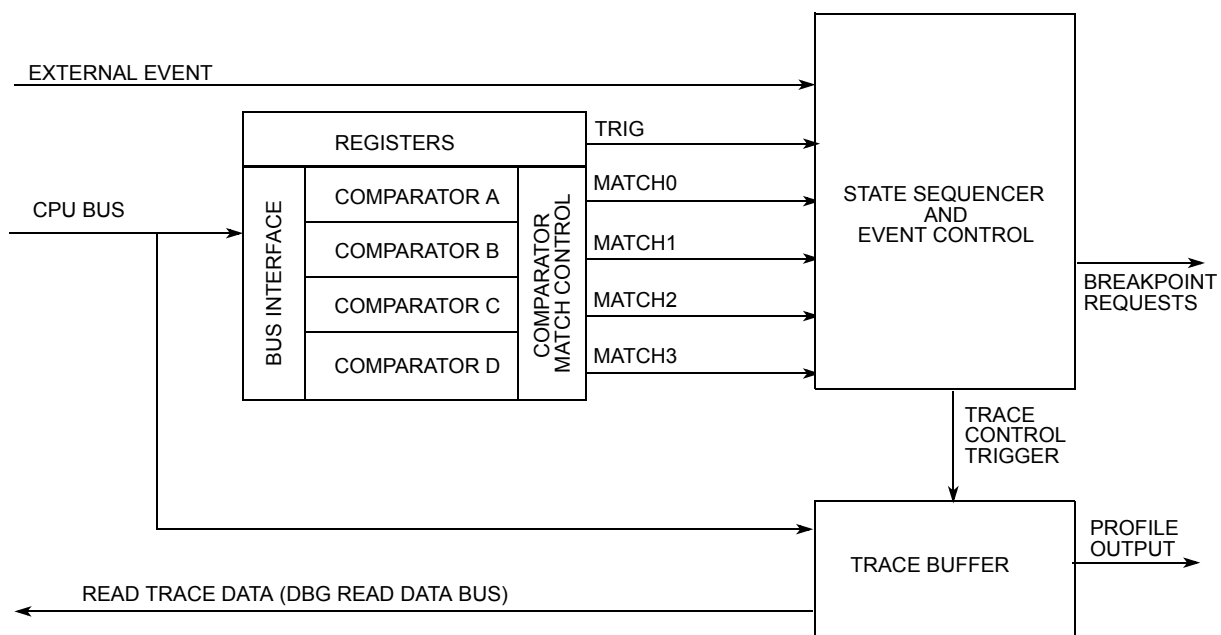 EXTERNAL EVENT
REGISTERS
TRIG
CPU BUS
BUS INTERFACE
COMPARATOR A
COMPARATOR B
COMPARATOR C
COMPARATOR D
COMPARATOR
MATCH CONTROL
MATCH0
MATCH1
MATCH2
MATCH3
STATE SEQUENCER
AND
EVENT CONTROL
BREAKPOINT
REQUESTS
TRACE
CONTROL
TRIGGER
TRACE BUFFER
PROFILE
OUTPUT
READ TRACE DATA (DBG READ DATA BUS)